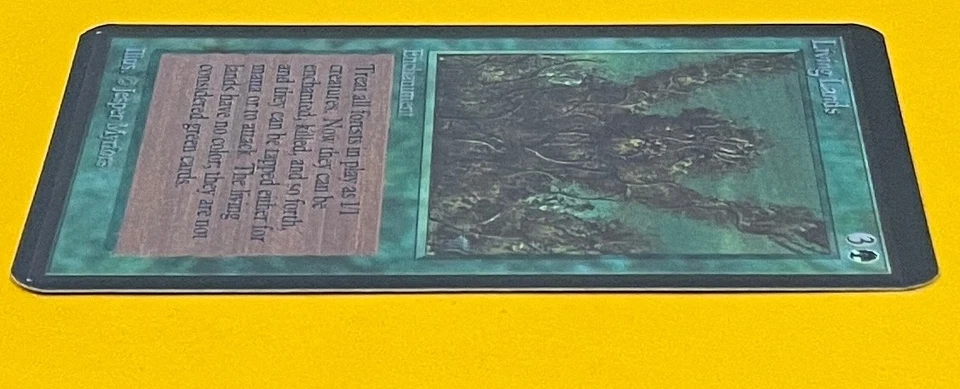 Living Lands
3
Enchantment
Treat all forests in play as 1/1
creatures. Now they can be
enchanted, killed, and so forth,
and they can be tapped either for
mana or to attack. The living
lands have no color; they are not
considered green cards.
Illus. © Jesper Myrfors